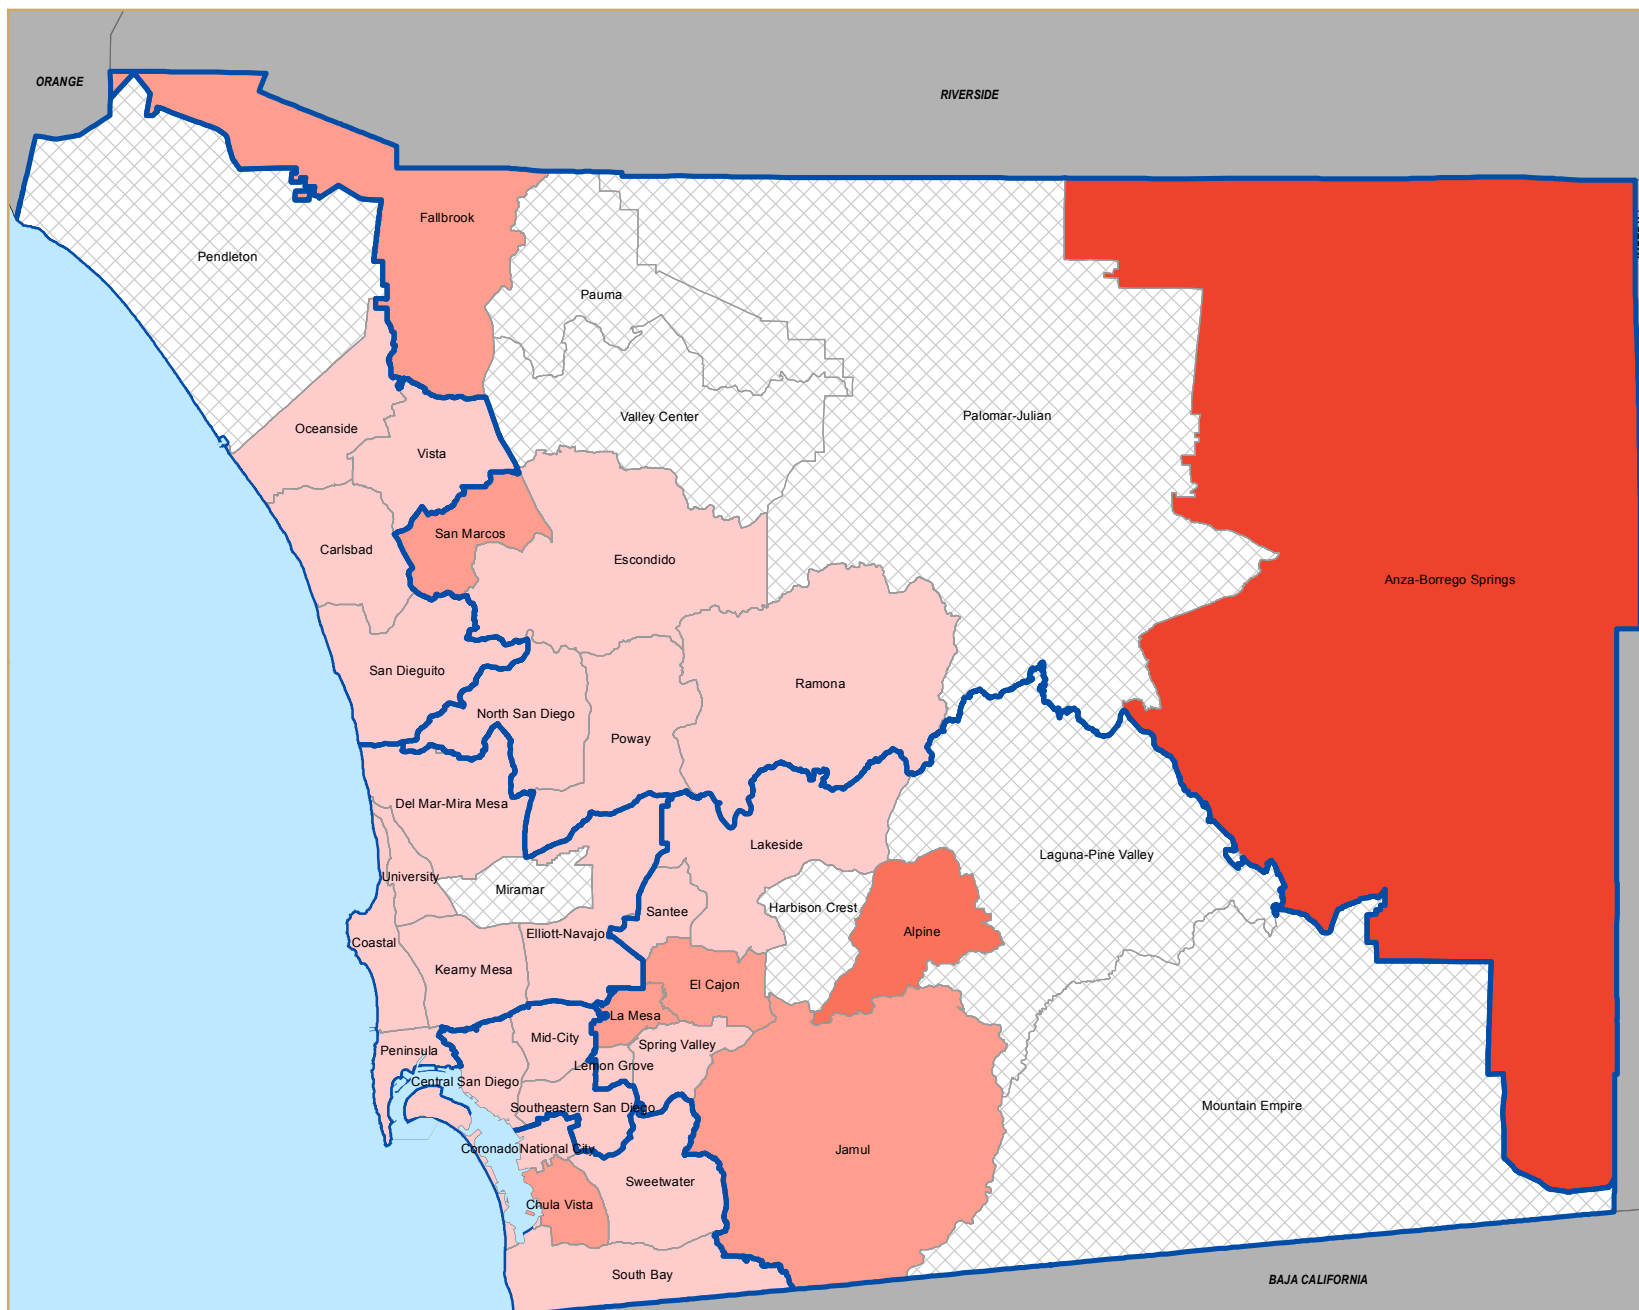 ORANGE
RIVERSIDE
Fallbrook
Pendleton
Pauma
Valley Center
Palomar-Julian
Oceanside
Vista
San Marcos
Carlsbad
Escondido
Anza-Borrego Springs
San Dieguito
Ramona
North San Diego
Poway
Del Mar-Mira Mesa
Lakeside
Laguna-Pine Valley
University
Miramar
Harbison Crest
Santee
Alpine
Elliott-Navajo
Coastal
Kearny Mesa
El Cajon
La Mesa
Mid-City
Spring Valley
Peninsula
Lemon Grove
Central San Diego
Southeastern San Diego
Mountain Empire
Coronado
National City
Jamul
Sweetwater
Chula Vista
South Bay
BAJA CALIFORNIA